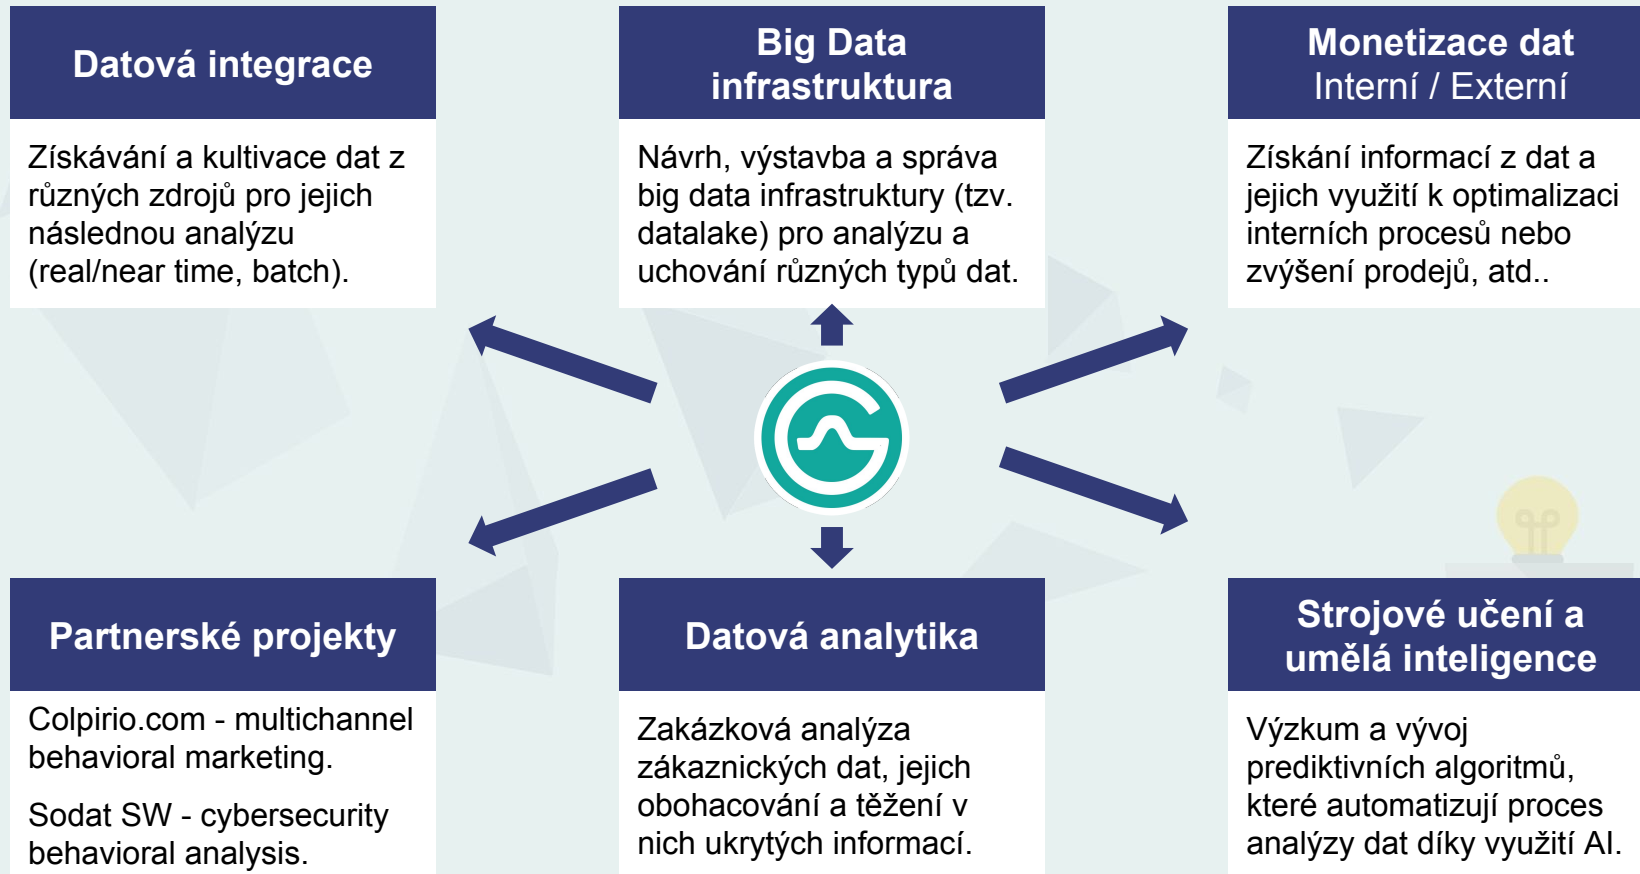 Datová integrace
Získávání a kultivace dat z
různých zdrojů pro jejich
následnou analýzu
(real/near time, batch).
Big Data
infrastruktura
Návrh, výstavba a správa
big data infrastruktury (tzv.
datalake) pro analýzu a
uchování různých typů dat.
Monetizace dat
Interní / Externí
Získání informací z dat a
jejich využití k optimalizaci
interních procesů nebo
zvýšení prodejů, atd..
Partnerské projekty
Colpirio.com - multichannel
behavioral marketing.
Sodat SW - cybersecurity
behavioral analysis.
Datová analytika
Zakázková analýza
zákaznických dat, jejich
obohacování a těžení v
nich ukrytých informací.
Strojové učení a
umělá inteligence
Výzkum a vývoj
prediktivních algoritmů,
které automatizují proces
analýzy dat díky využití AI.